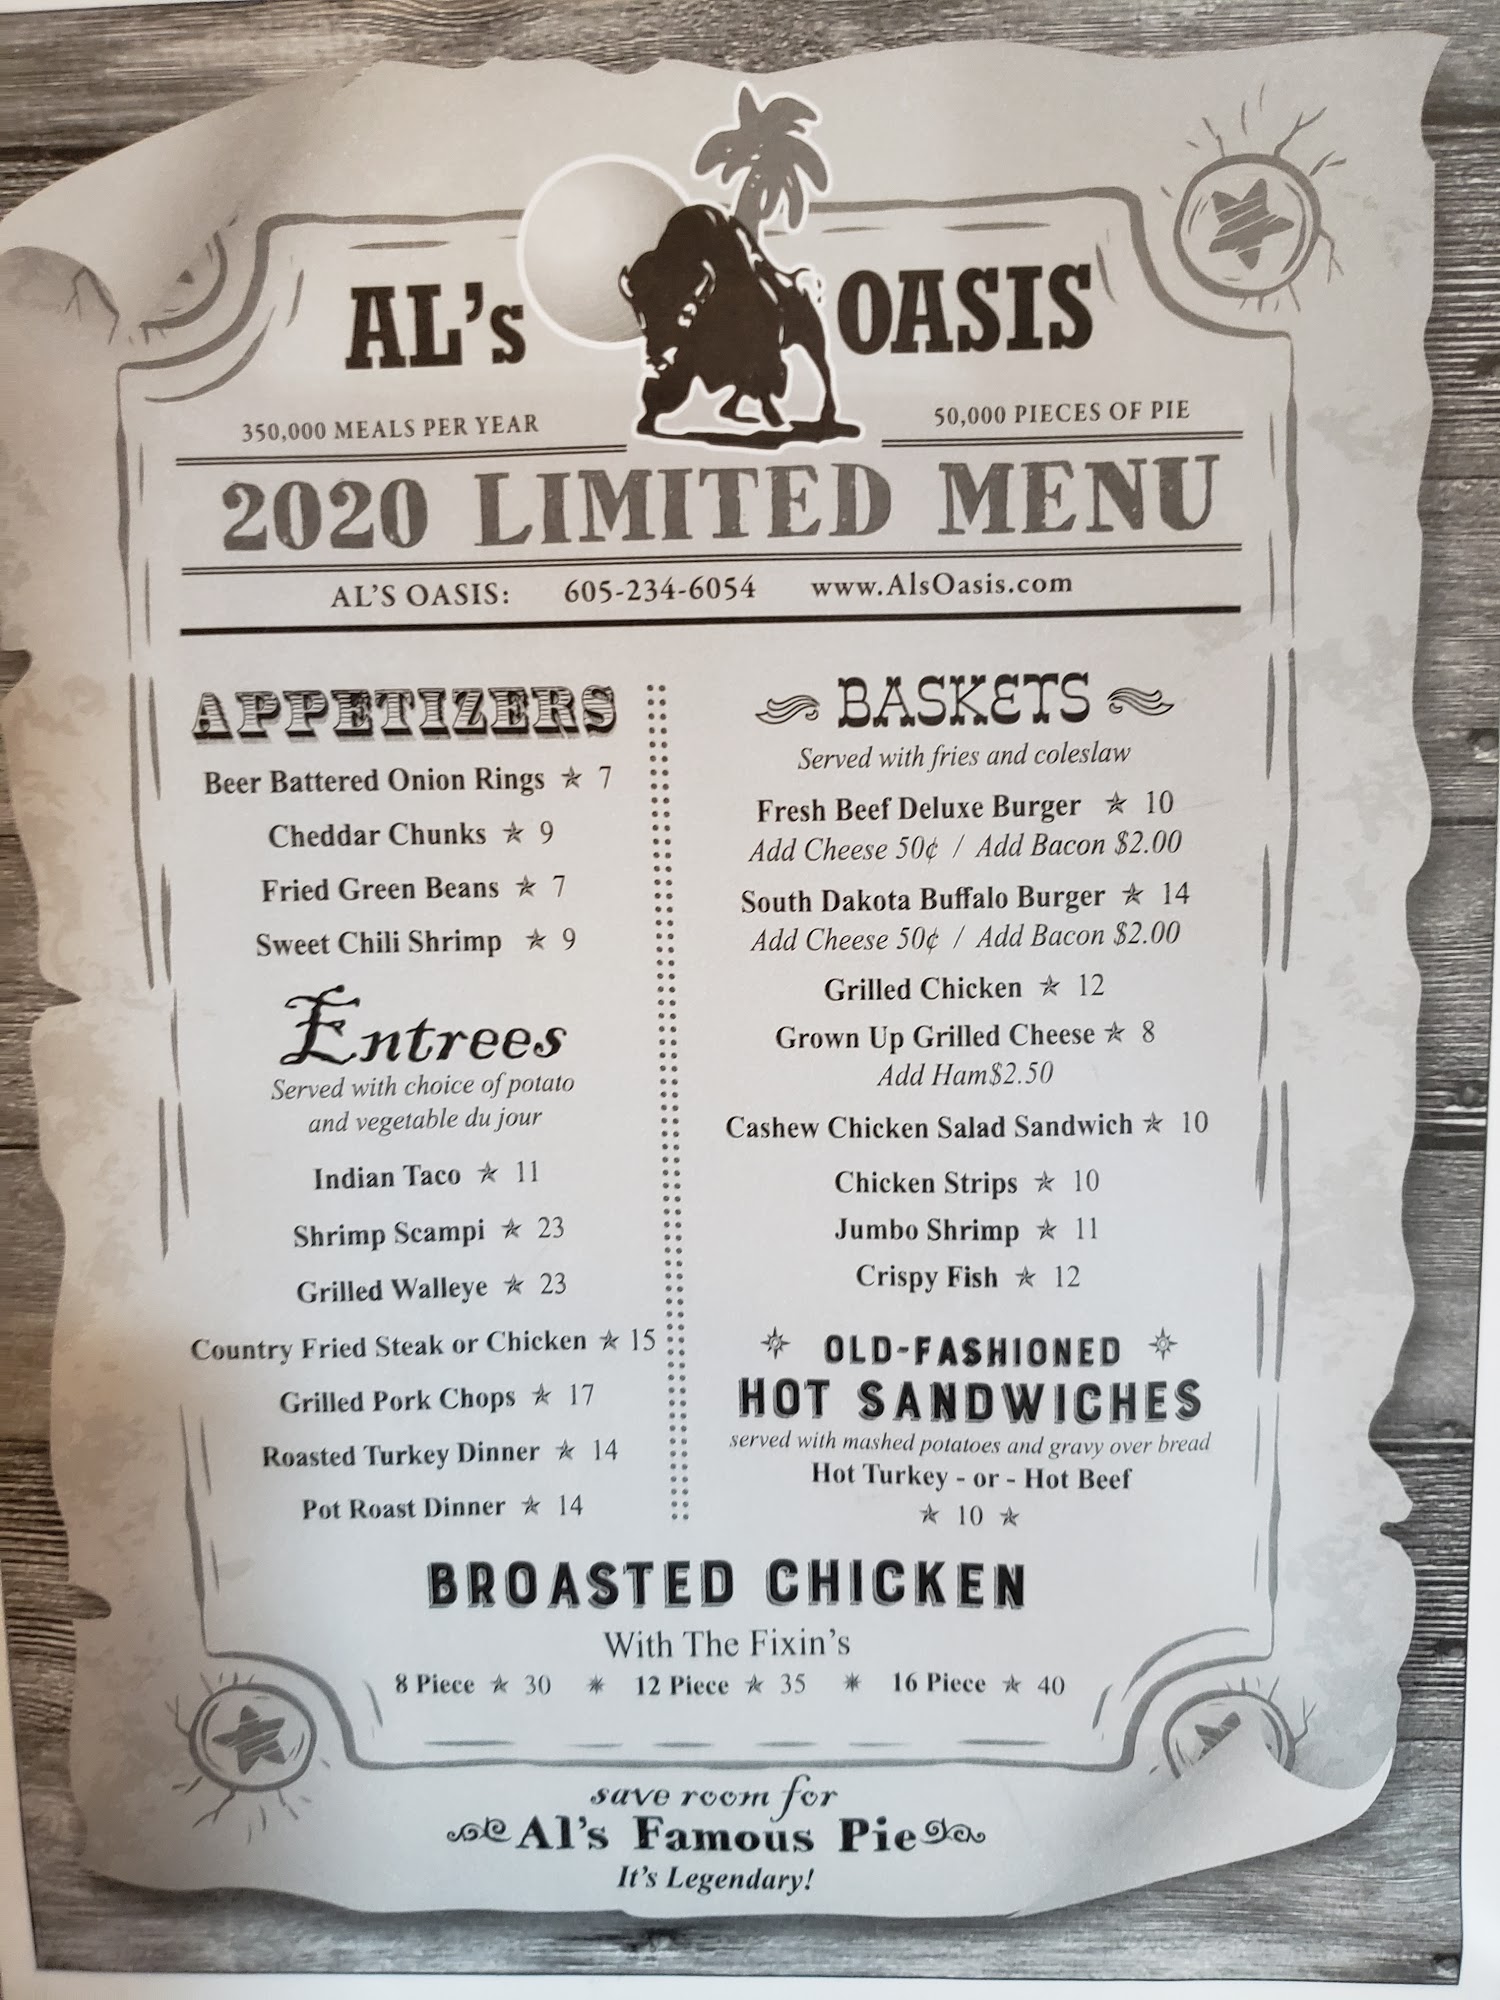 AL's OASIS
350,000 MEALS PER YEAR
50,000 PIECES OF PIE
2020 LIMITED MENU
AL'S OASIS: 605-234-6054 www.AlsOasis.com
APPETIZERS
Beer Battered Onion Rings ★ 7
Cheddar Chunks ★ 9
Fried Green Beans ★ 7
Sweet Chili Shrimp ★ 9
Entrees
Served with choice of potato
and vegetable du jour
Indian Taco ★ 11
Shrimp Scampi ★ 23
Grilled Walleye ★ 23
Country Fried Steak or Chicken ★ 15
Grilled Pork Chops ★ 17
Roasted Turkey Dinner ★ 14
Pot Roast Dinner ★ 14
BASKETS
Served with fries and coleslaw
Fresh Beef Deluxe Burger ★ 10
Add Cheese 50¢ / Add Bacon $2.00
South Dakota Buffalo Burger ★ 14
Add Cheese 50¢ / Add Bacon $2.00
Grilled Chicken ★ 12
Grown Up Grilled Cheese ★ 8
Add Ham$2.50
Cashew Chicken Salad Sandwich ★ 10
Chicken Strips ★ 10
Jumbo Shrimp ★ 11
Crispy Fish ★ 12
OLD-FASHIONED
HOT SANDWICHES
served with mashed potatoes and gravy over bread
Hot Turkey - or - Hot Beef
★ 10 ★
BROASTED CHICKEN
With The Fixin's
8 Piece ★ 30 * 12 Piece ★ 35 * 16 Piece ★ 40
save room for
Al's Famous Pie
It's Legendary!